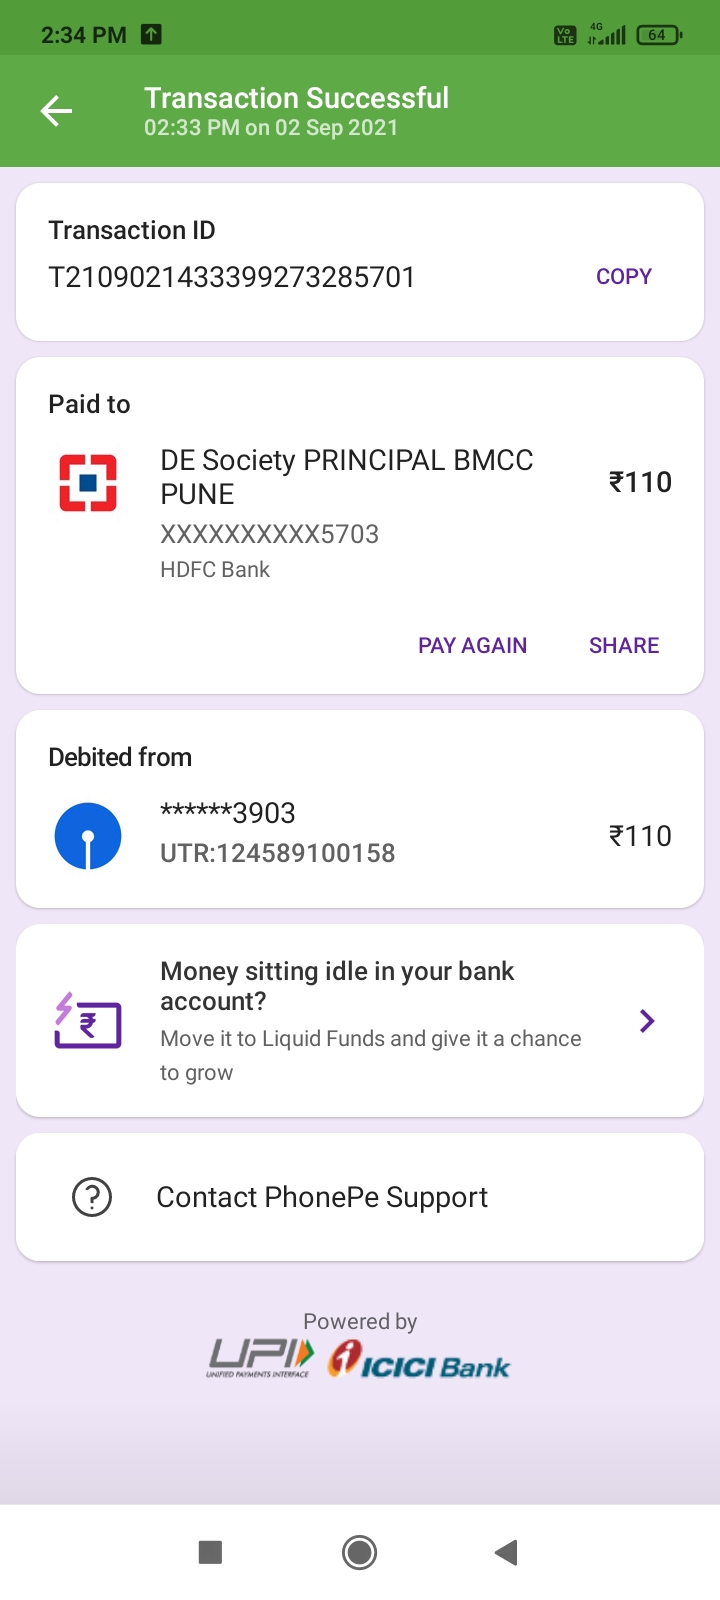 2:34 PM
Vo LTE 4G 64
Transaction Successful
02:33 PM on 02 Sep 2021
Transaction ID
T2109021433399273285701 COPY
Paid to
DE Society PRINCIPAL BMCC
PUNE
₹110
XXXXXXXXXX5703
HDFC Bank
PAY AGAIN SHARE
Debited from
******3903
UTR:124589100158
₹110
Money sitting idle in your bank
account?
Move it to Liquid Funds and give it a chance
to grow
Contact PhonePe Support
Powered by
UPI
UNIFIED PAYMENTS INTERFACE
ICICI Bank